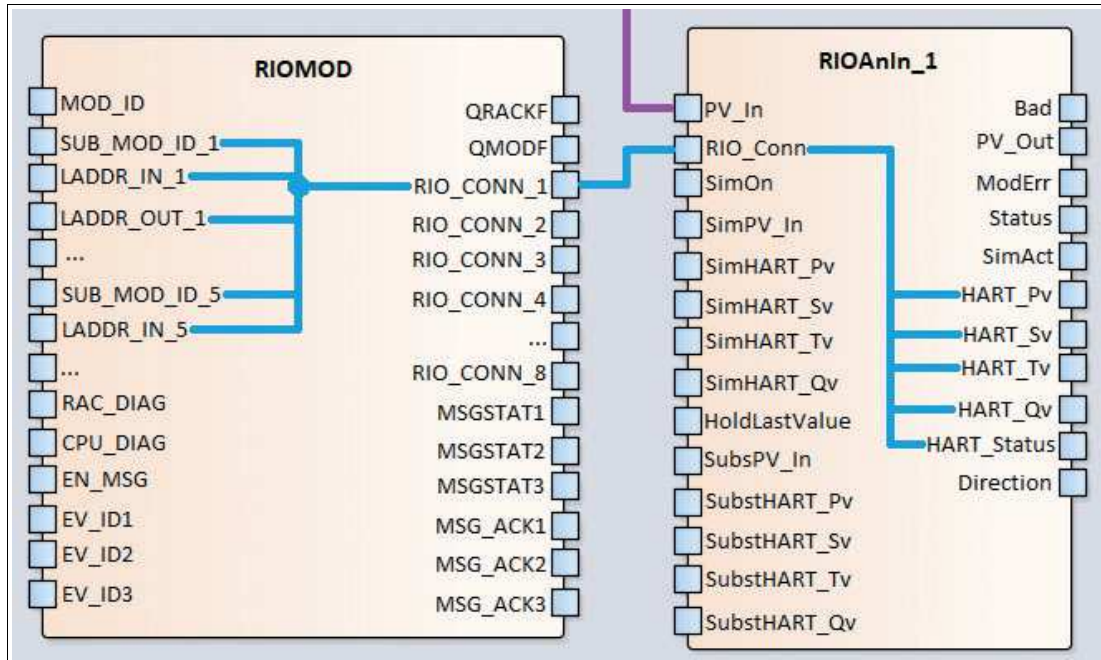 RIOMOD
MOD_ID
SUB_MOD_ID_1
LADDR_IN_1
LADDR_OUT_1
...
SUB_MOD_ID_5
LADDR_IN_5
...
RAC_DIAG
CPU_DIAG
EN_MSG
EV_ID1
EV_ID2
EV_ID3
QRACKF
QMODF
RIO_CONN_1
RIO_CONN_2
RIO_CONN_3
RIO_CONN_4
...
RIO_CONN_8
MSGSTAT1
MSGSTAT2
MSGSTAT3
MSG_ACK1
MSG_ACK2
MSG_ACK3
RIOAnIn_1
PV_In
RIO_Conn
SimOn
SimPV_In
SimHART_Pv
SimHART_Sv
SimHART_Tv
SimHART_Qv
HoldLastValue
SubsPV_In
SubstHART_Pv
SubstHART_Sv
SubstHART_Tv
SubstHART_Qv
Bad
PV_Out
ModErr
Status
SimAct
HART_Pv
HART_Sv
HART_Tv
HART_Qv
HART_Status
Direction